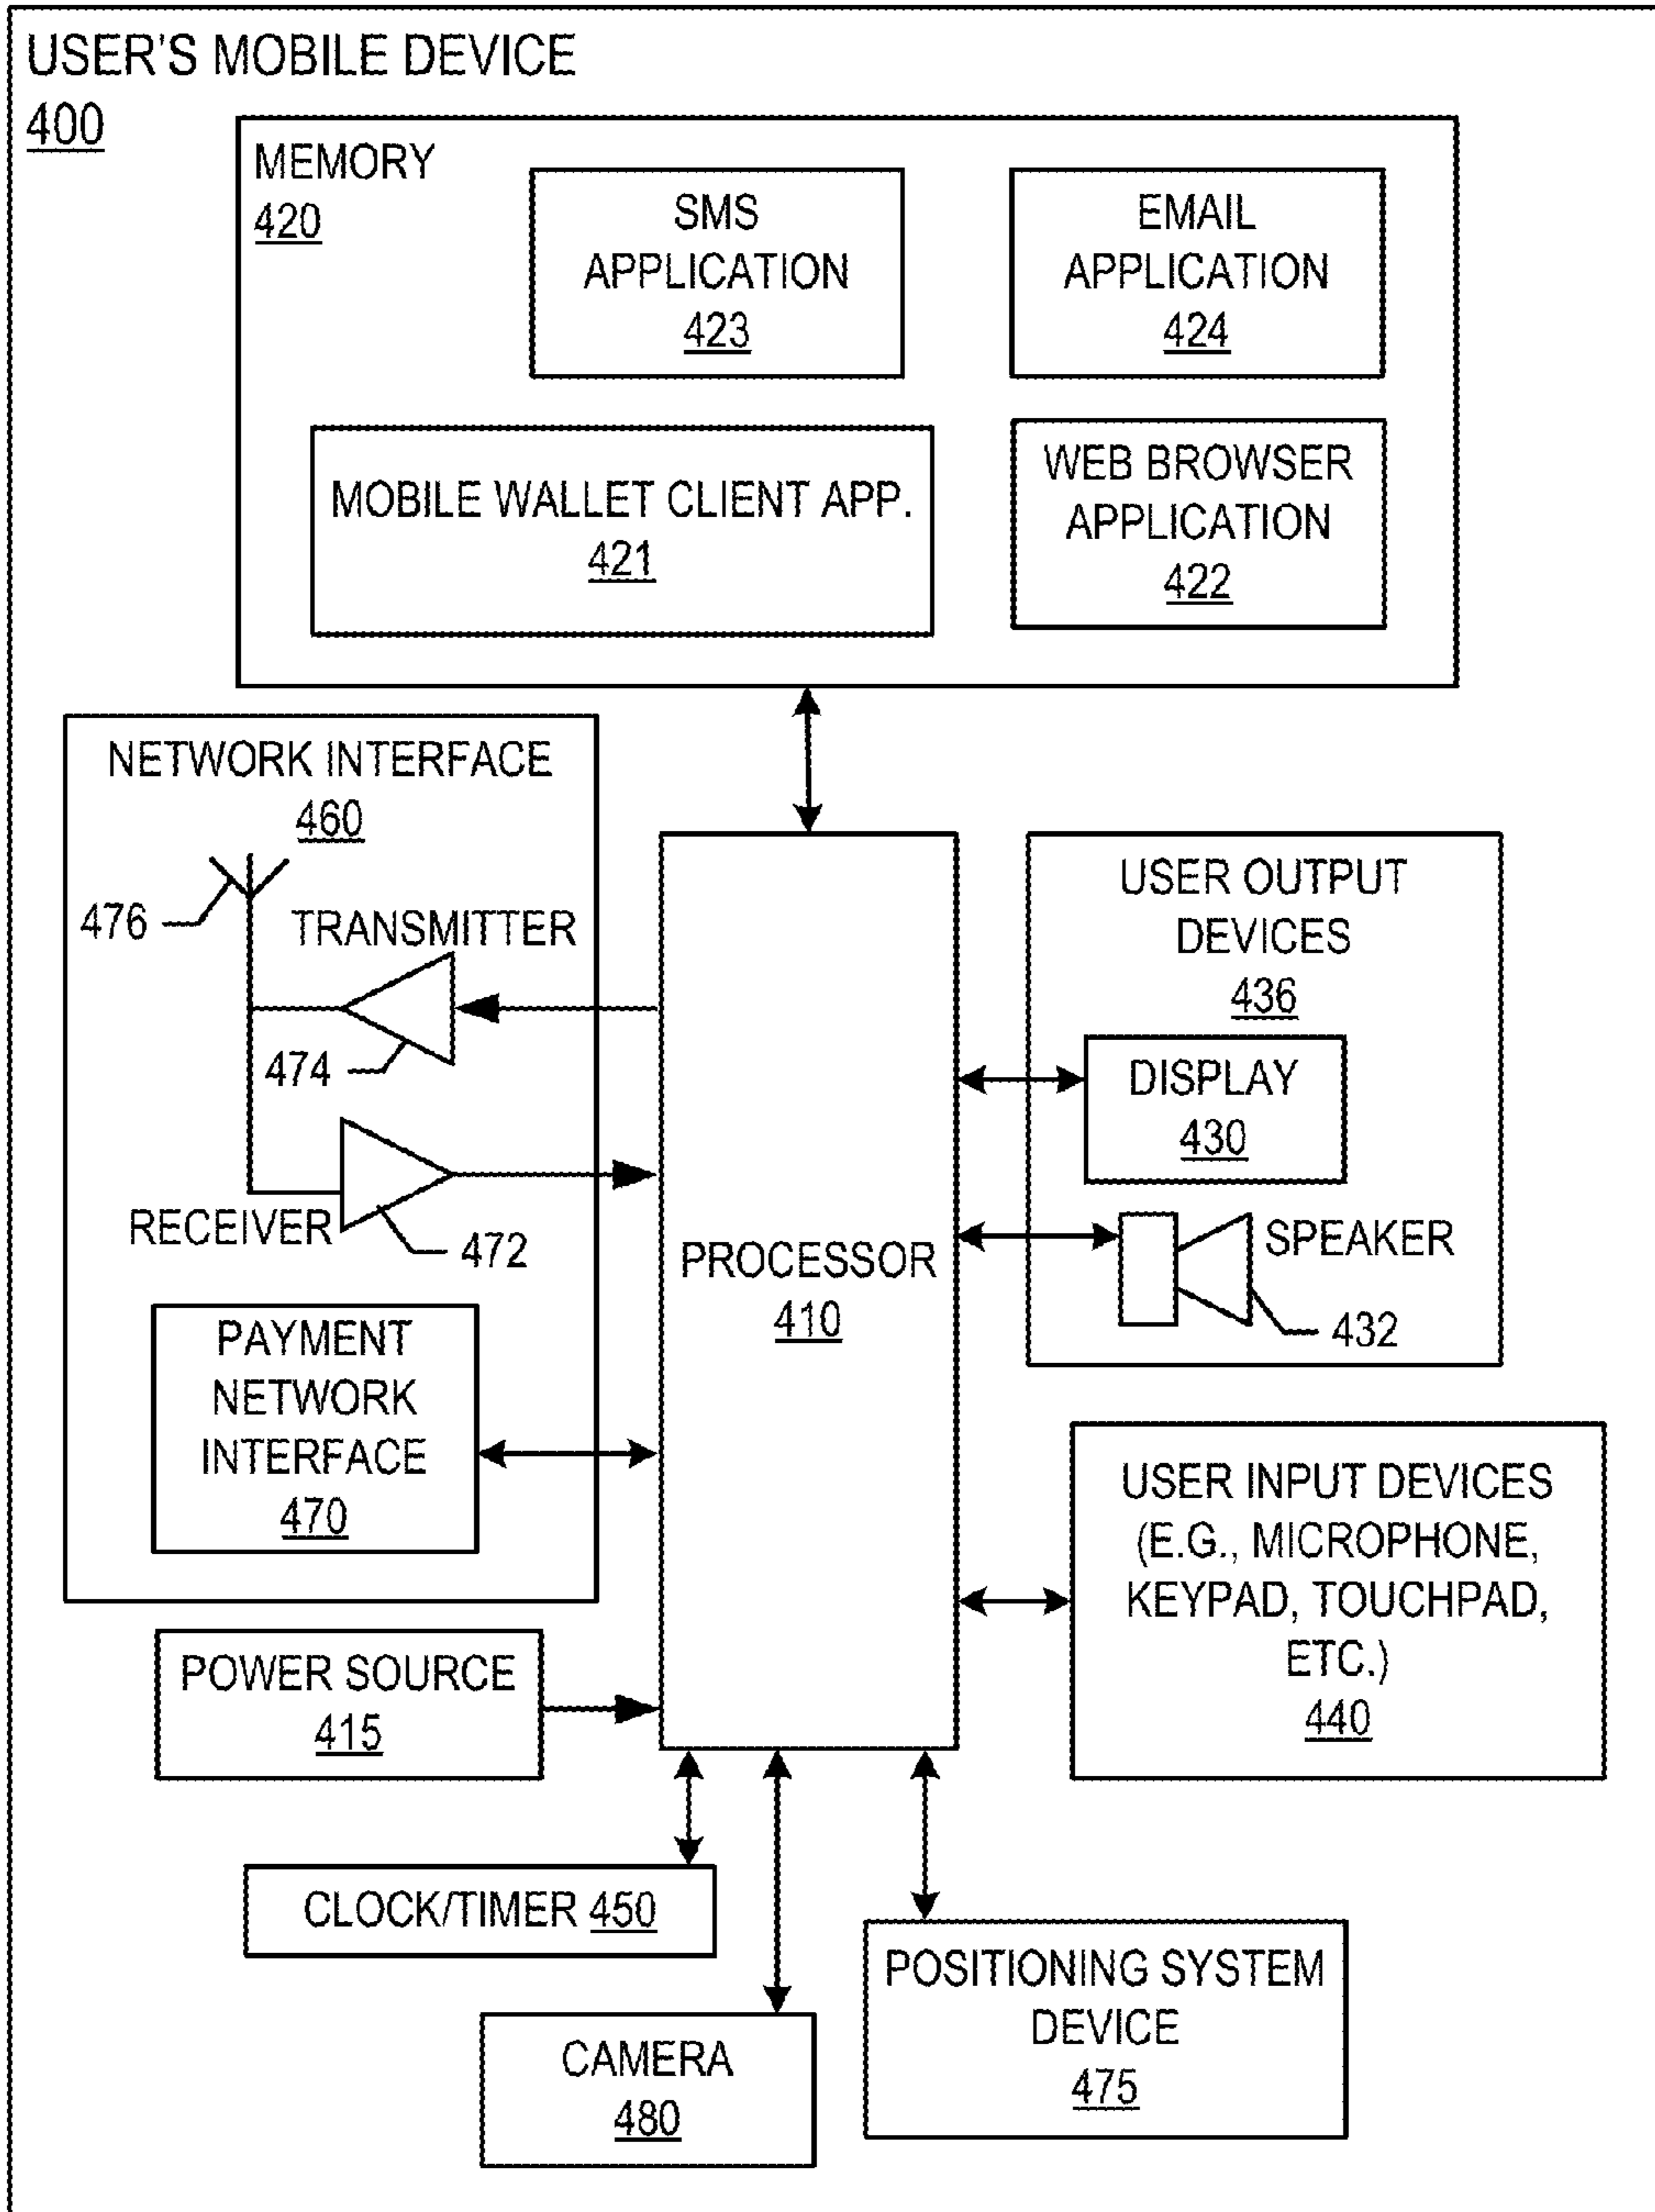 USER'S MOBILE DEVICE
400
MEMORY
420
SMS
APPLICATION
423
EMAIL
APPLICATION
424
MOBILE WALLET CLIENT APP.
421
WEB BROWSER
APPLICATION
422
NETWORK INTERFACE
460
476
TRANSMITTER
474
RECEIVER
472
PAYMENT
NETWORK
INTERFACE
470
PROCESSOR
410
USER OUTPUT
DEVICES
436
DISPLAY
430
SPEAKER
432
USER INPUT DEVICES
(E.G., MICROPHONE,
KEYPAD, TOUCHPAD,
ETC.)
440
POWER SOURCE
415
CLOCK/TIMER 450
CAMERA
480
POSITIONING SYSTEM
DEVICE
475